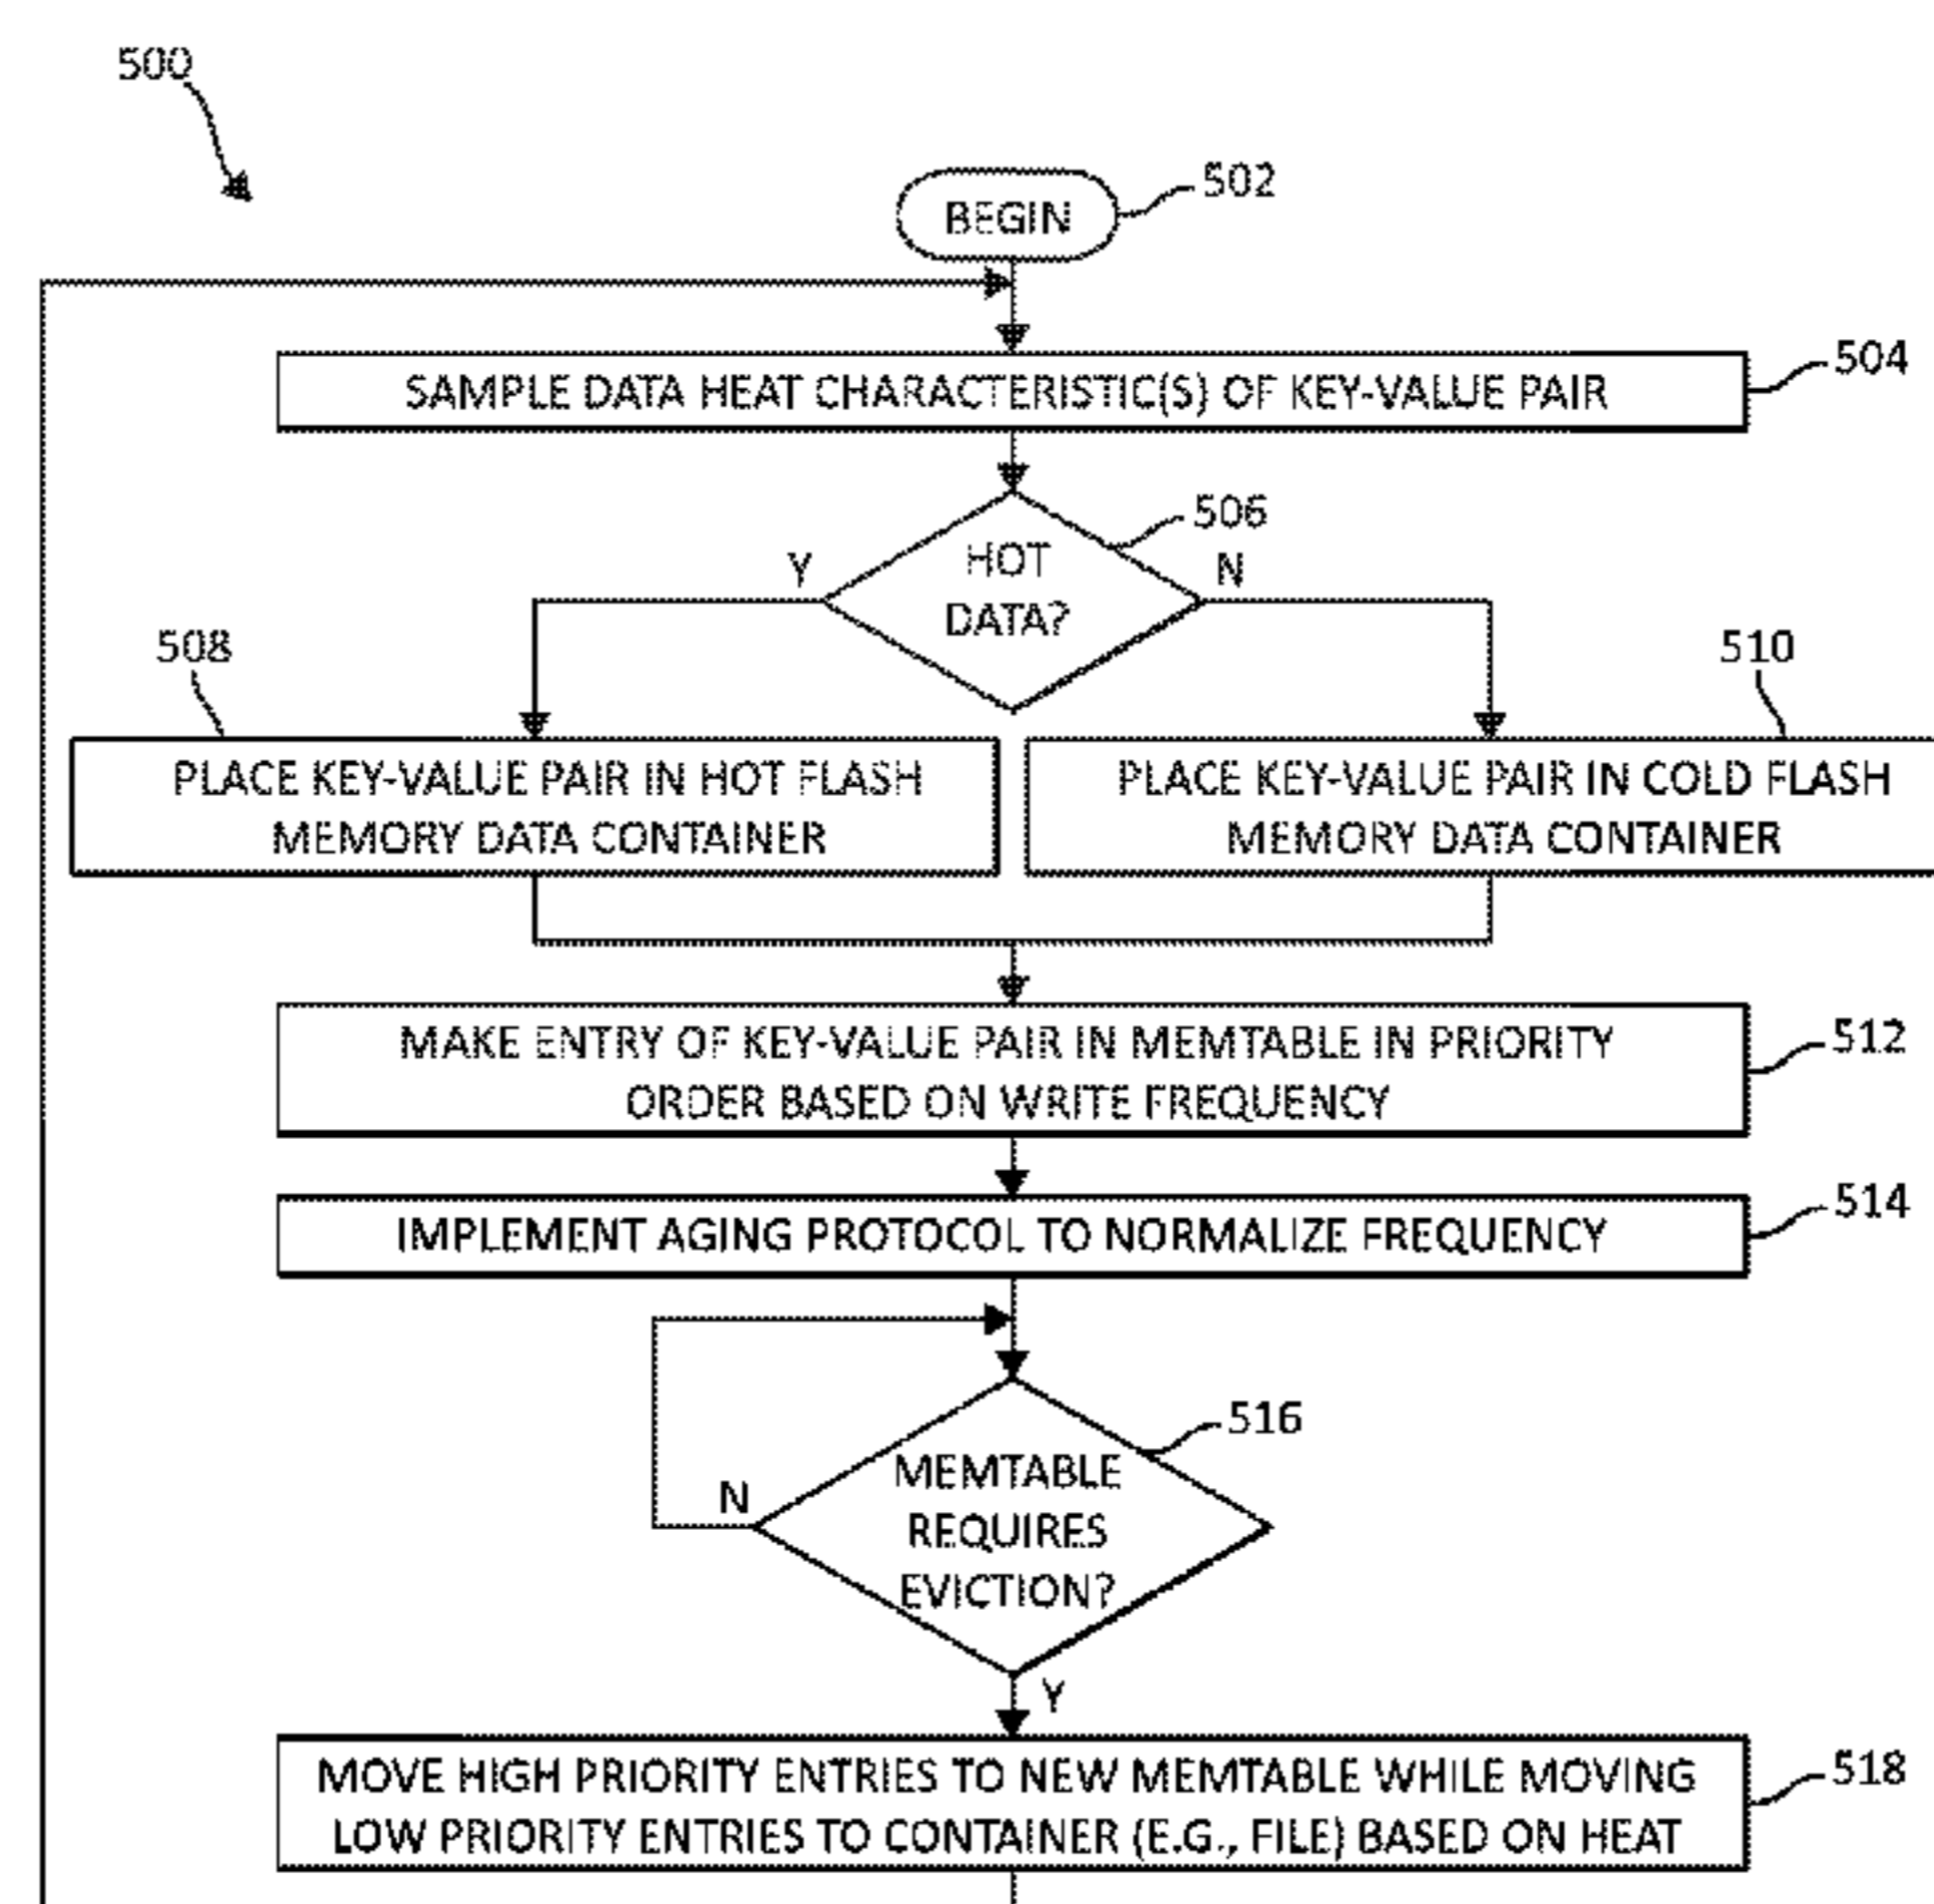 500
BEGIN
502
SAMPLE DATA HEAT CHARACTERISTIC(S) OF KEY-VALUE PAIR
504
HOT
DATA?
506
Y
N
508
PLACE KEY-VALUE PAIR IN HOT FLASH
MEMORY DATA CONTAINER
510
PLACE KEY-VALUE PAIR IN COLD FLASH
MEMORY DATA CONTAINER
MAKE ENTRY OF KEY-VALUE PAIR IN MEMTABLE IN PRIORITY
ORDER BASED ON WRITE FREQUENCY
512
IMPLEMENT AGING PROTOCOL TO NORMALIZE FREQUENCY
514
MEMTABLE
REQUIRES
EVICTION?
516
N
Y
MOVE HIGH PRIORITY ENTRIES TO NEW MEMTABLE WHILE MOVING
LOW PRIORITY ENTRIES TO CONTAINER (E.G., FILE) BASED ON HEAT
518